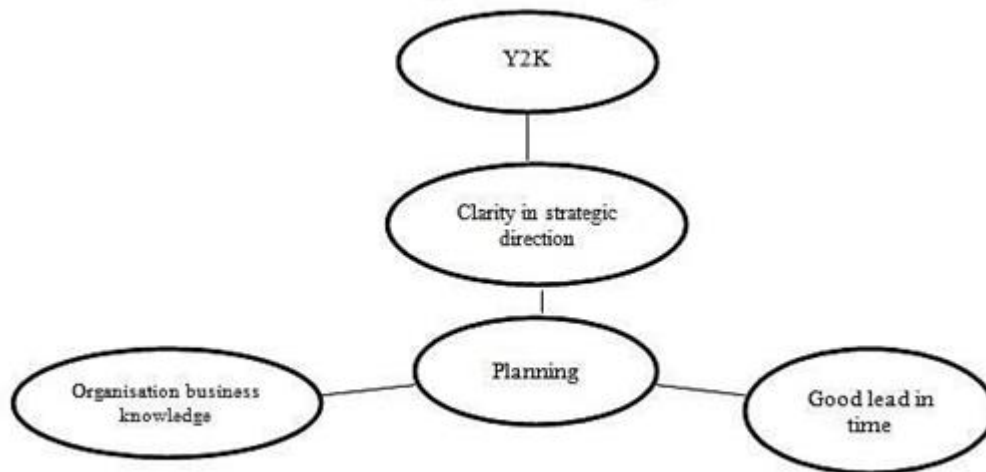 Y2K
Clarity in strategic
direction
Planning
Organisation business
knowledge
Good lead in
time